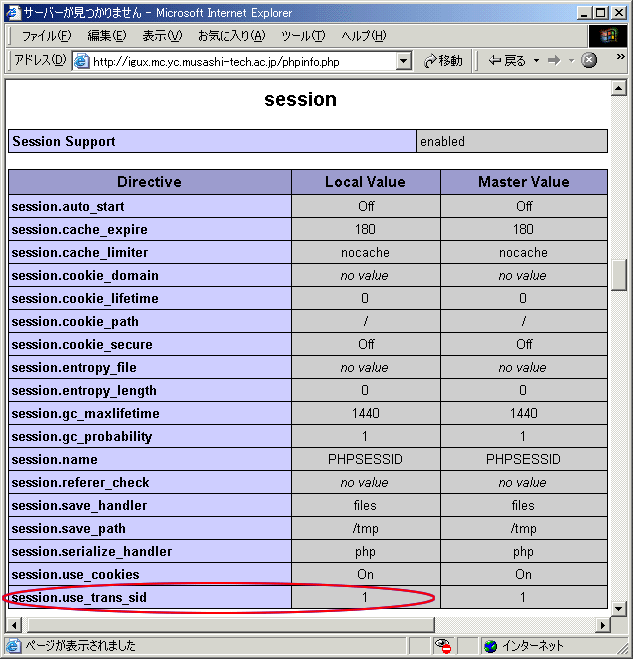 サーバーが見つかりません - Microsoft Internet Explorer
ファイル(F) 編集(E) 表示(V) お気に入り(A) ツール(T) ヘルプ(H)
アドレス(D) http://igux.mc.yc.musashi-tech.ac.jp/phpinfo.php 移動 戻る »
session
Session Support enabled
Directive Local Value Master Value
session.auto_start Off Off
session.cache_expire 180 180
session.cache_limiter nocache nocache
session.cookie_domain no value no value
session.cookie_lifetime 0 0
session.cookie_path / /
session.cookie_secure Off Off
session.entropy_file no value no value
session.entropy_length 0 0
session.gc_maxlifetime 1440 1440
session.gc_probability 1 1
session.name PHPSESSID PHPSESSID
session.referer_check no value no value
session.save_handler files files
session.save_path /tmp /tmp
session.serialize_handler php php
session.use_cookies On On
session.use_trans_sid 1 1
ページが表示されました インターネット